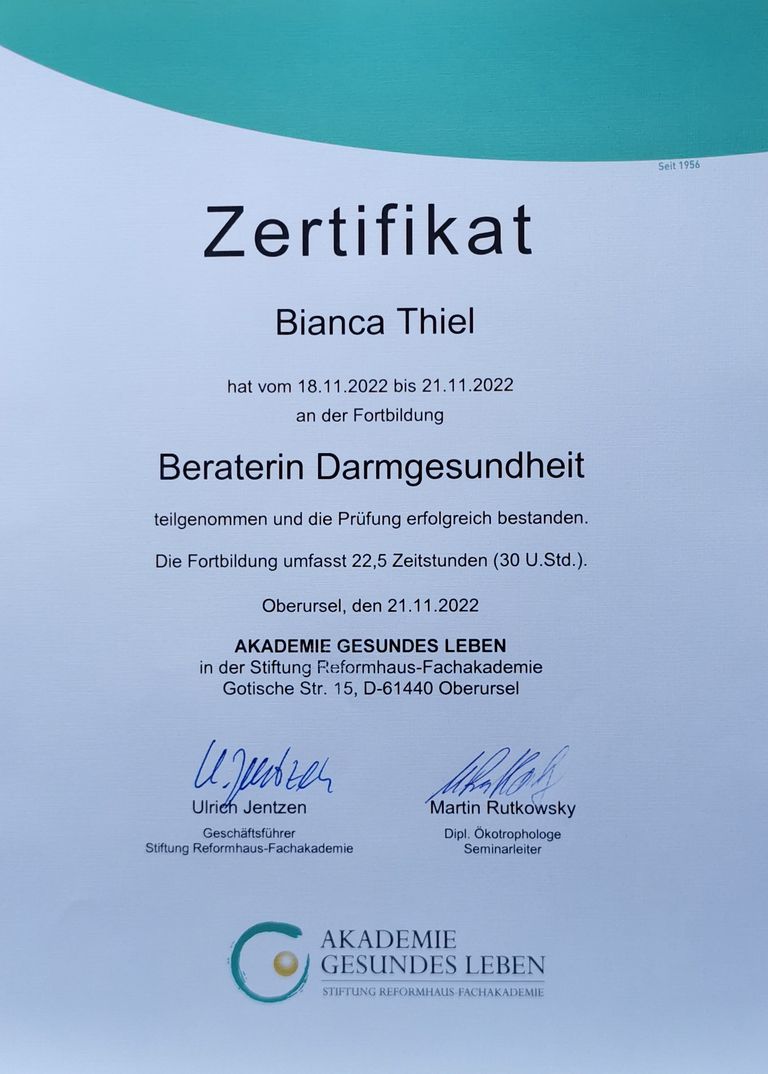 Seit 1956
Zertifikat
Bianca Thiel
hat vom 18.11.2022 bis 21.11.2022
an der Fortbildung
Beraterin Darmgesundheit
teilgenommen und die Prüfung erfolgreich bestanden.
Die Fortbildung umfasst 22,5 Zeitstunden (30 U.Std.).
Oberursel, den 21.11.2022
AKADEMIE GESUNDES LEBEN
in der Stiftung Reformhaus-Fachakademie
Gotische Str. 15, D-61440 Oberursel
U. Jentzen
Ulrich Jentzen
Geschäftsführer
Stiftung Reformhaus-Fachakademie
Martin Rutkowsky
Dipl. Ökotrophologe
Seminarleiter
AKADEMIE
GESUNDES LEBEN
STIFTUNG REFORMHAUS-FACHAKADEMIE